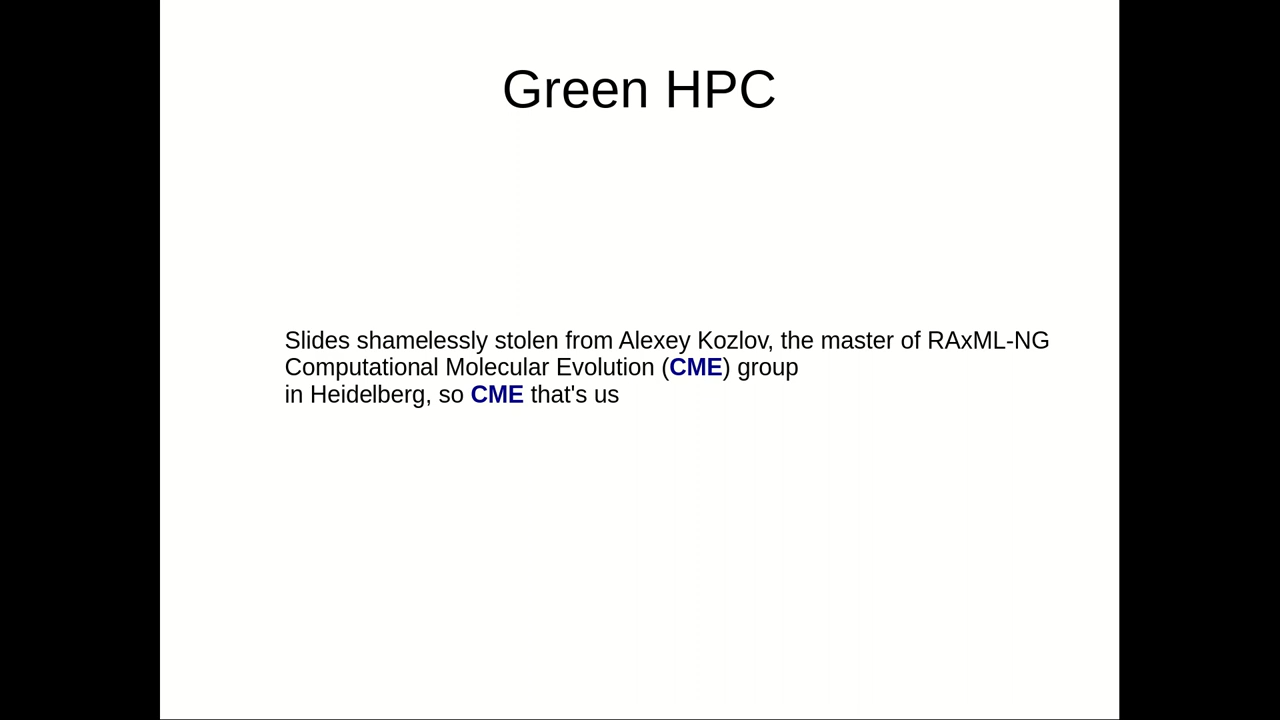 Green HPC
Slides shamelessly stolen from Alexey Kozlov, the master of RAxML-NG
Computational Molecular Evolution (CME) group
in Heidelberg, so CME that's us